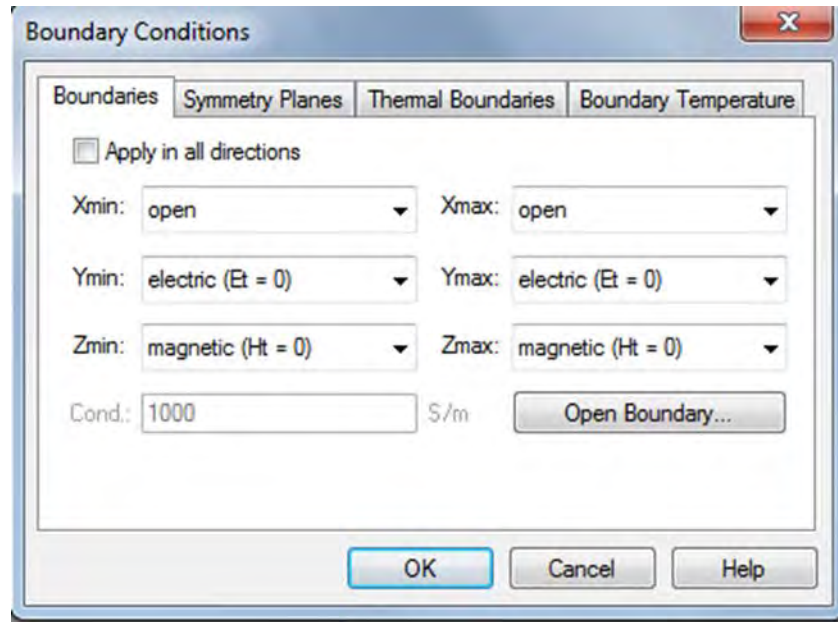 Boundary Conditions
Boundaries Symmetry Planes Thermal Boundaries Boundary Temperature
Apply in all directions
Xmin: open Xmax: open
Ymin: electric (Et = 0) Ymax: electric (Et = 0)
Zmin: magnetic (Ht = 0) Zmax: magnetic (Ht = 0)
Cond.: 1000 S/m Open Boundary...
OK Cancel Help